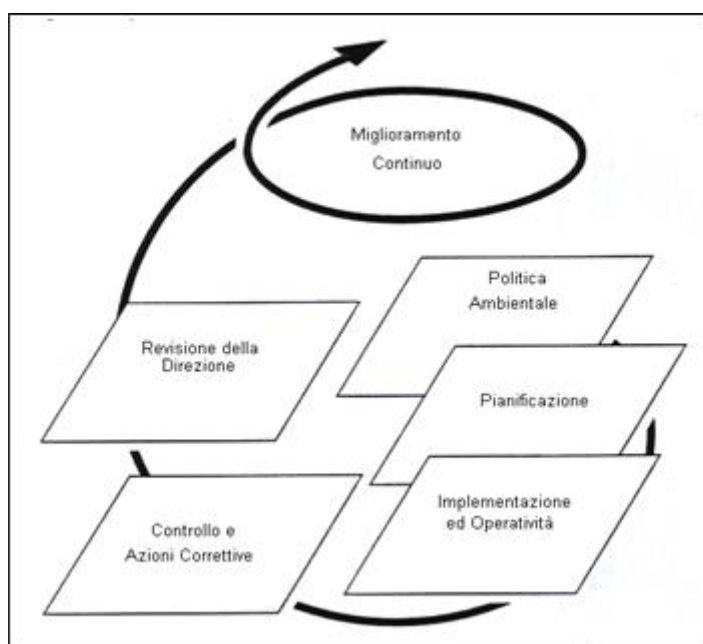 Miglioramento
Continuo
Politica
Ambientale
Revisione della
Direzione
Pianificazione
Implementazione
ed Operatività
Controllo e
Azioni Correttive